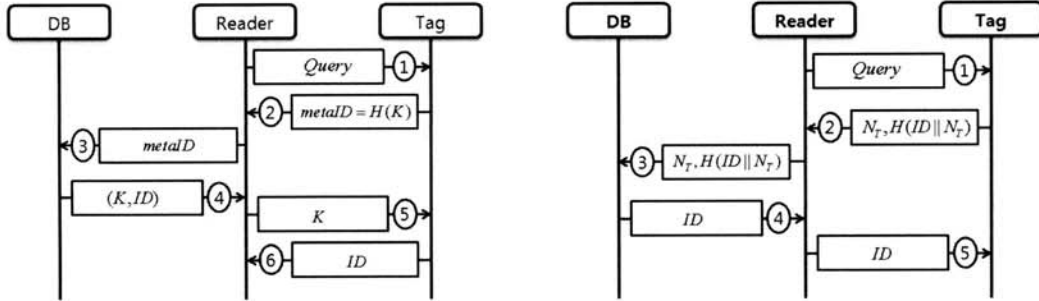 DB Reader Tag
Query ①
② metaID = H(K)
③ metaID
(K, ID) ④
K ⑤
⑥ ID
DB Reader Tag
Query ①
② N_T, H(ID || N_T)
③ N_T, H(ID || N_T)
ID ④
ID ⑤